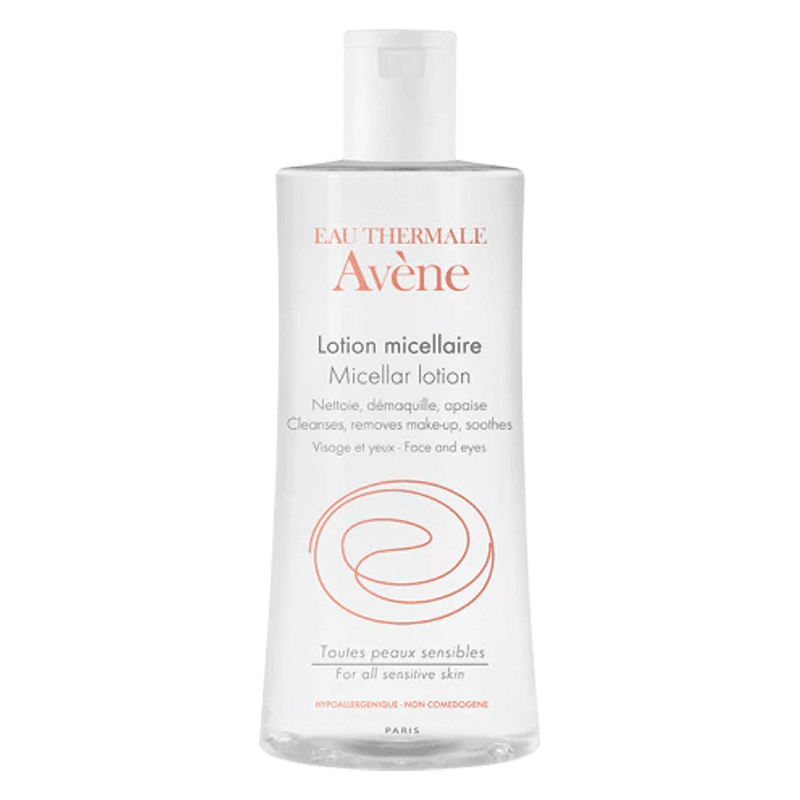 EAU THERMALE
Avène
Lotion micellaire
Micellar lotion
Nettoie, démaquille, apaise
Cleanses, removes make-up, soothes
Visage et yeux - Face and eyes
Toutes peaux sensibles
For all sensitive skin
HYPOALLERGENIQUE - NON COMEDOGENE
PARIS